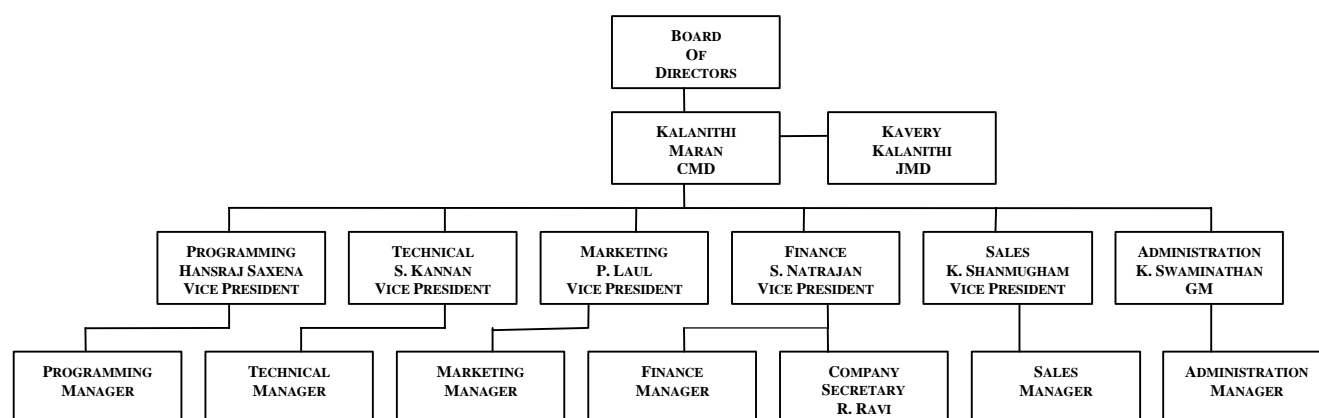 BOARD
OF
DIRECTORS
KALANITHI
MARAN
CMD
KAVERY
KALANITHI
JMD
PROGRAMMING
HANSRAJ SAXENA
VICE PRESIDENT
TECHNICAL
S. KANNAN
VICE PRESIDENT
MARKETING
P. LAUL
VICE PRESIDENT
FINANCE
S. NATRAJAN
VICE PRESIDENT
SALES
K. SHANMUGHAM
VICE PRESIDENT
ADMINISTRATION
K. SWAMINATHAN
GM
PROGRAMMING
MANAGER
TECHNICAL
MANAGER
MARKETING
MANAGER
FINANCE
MANAGER
COMPANY
SECRETARY
R. RAVI
SALES
MANAGER
ADMINISTRATION
MANAGER